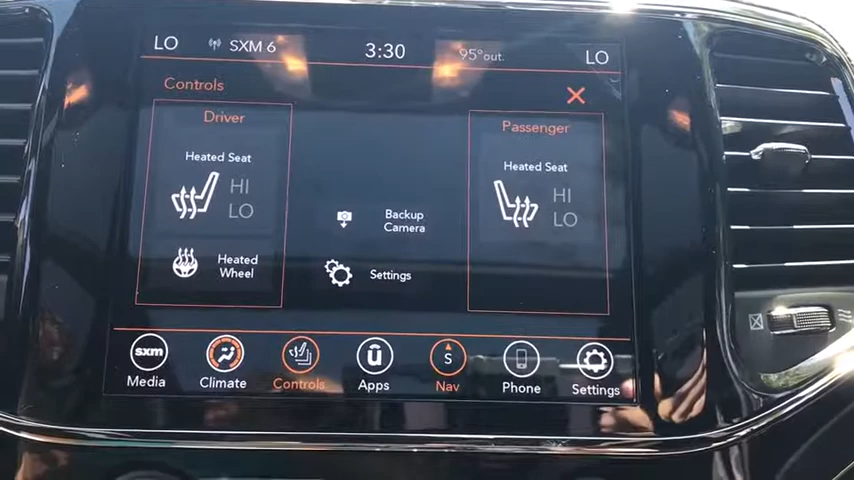 LO SXM 6 3:30 95°out. LO
Controls
Driver
Passenger
Heated Seat
Heated Seat
HI
LO
HI
LO
Backup
Camera
Heated
Wheel
Settings
sxm
S
Media Climate Controls Apps Nav Phone Settings